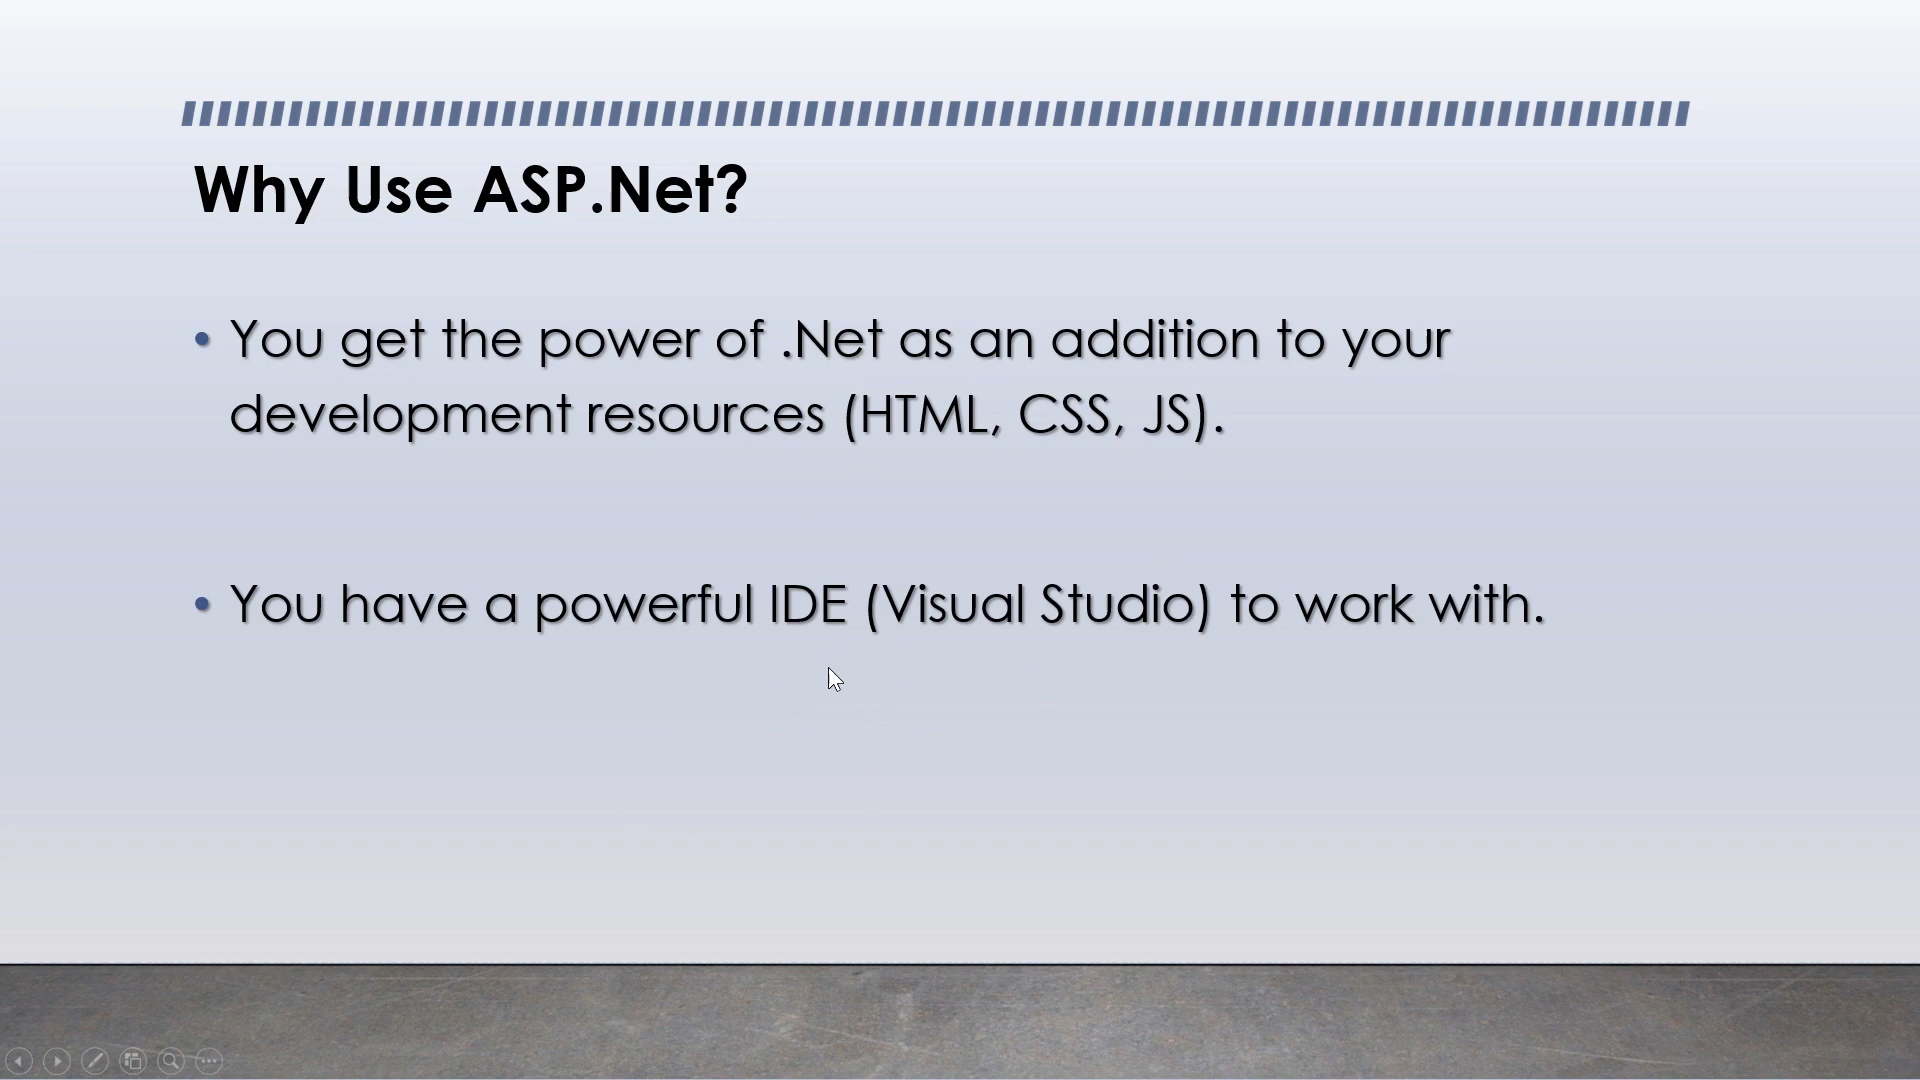 Why Use ASP.Net?
• You get the power of .Net as an addition to your
development resources (HTML, CSS, JS).
• You have a powerful IDE (Visual Studio) to work with.